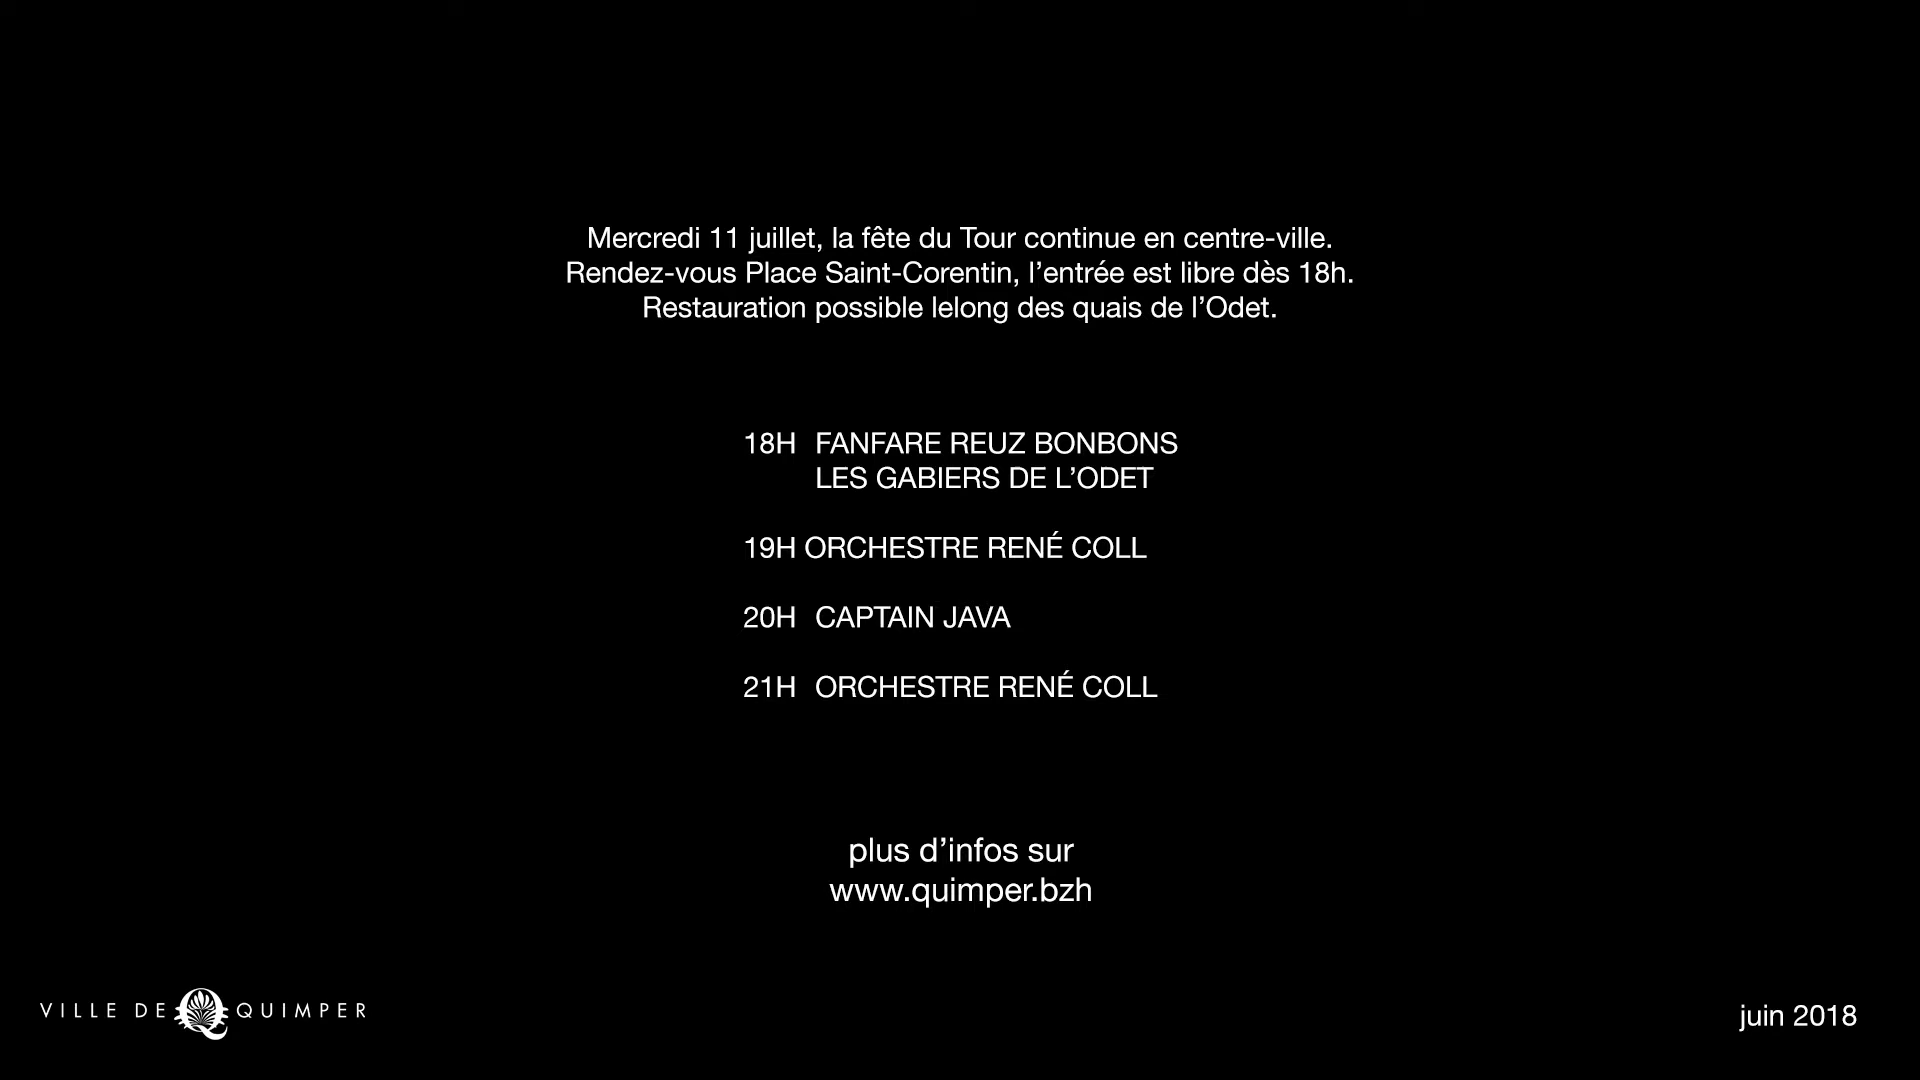 Mercredi 11 juillet, la fête du Tour continue en centre-ville.
Rendez-vous Place Saint-Corentin, l’entrée est libre dès 18h.
Restauration possible lelong des quais de l’Odet.
18H FANFARE REUZ BONBONS
LES GABIERS DE L’ODET
19H ORCHESTRE RENÉ COLL
20H CAPTAIN JAVA
21H ORCHESTRE RENÉ COLL
plus d’infos sur
www.quimper.bzh
VILLE DE Q QUIMPER
juin 2018